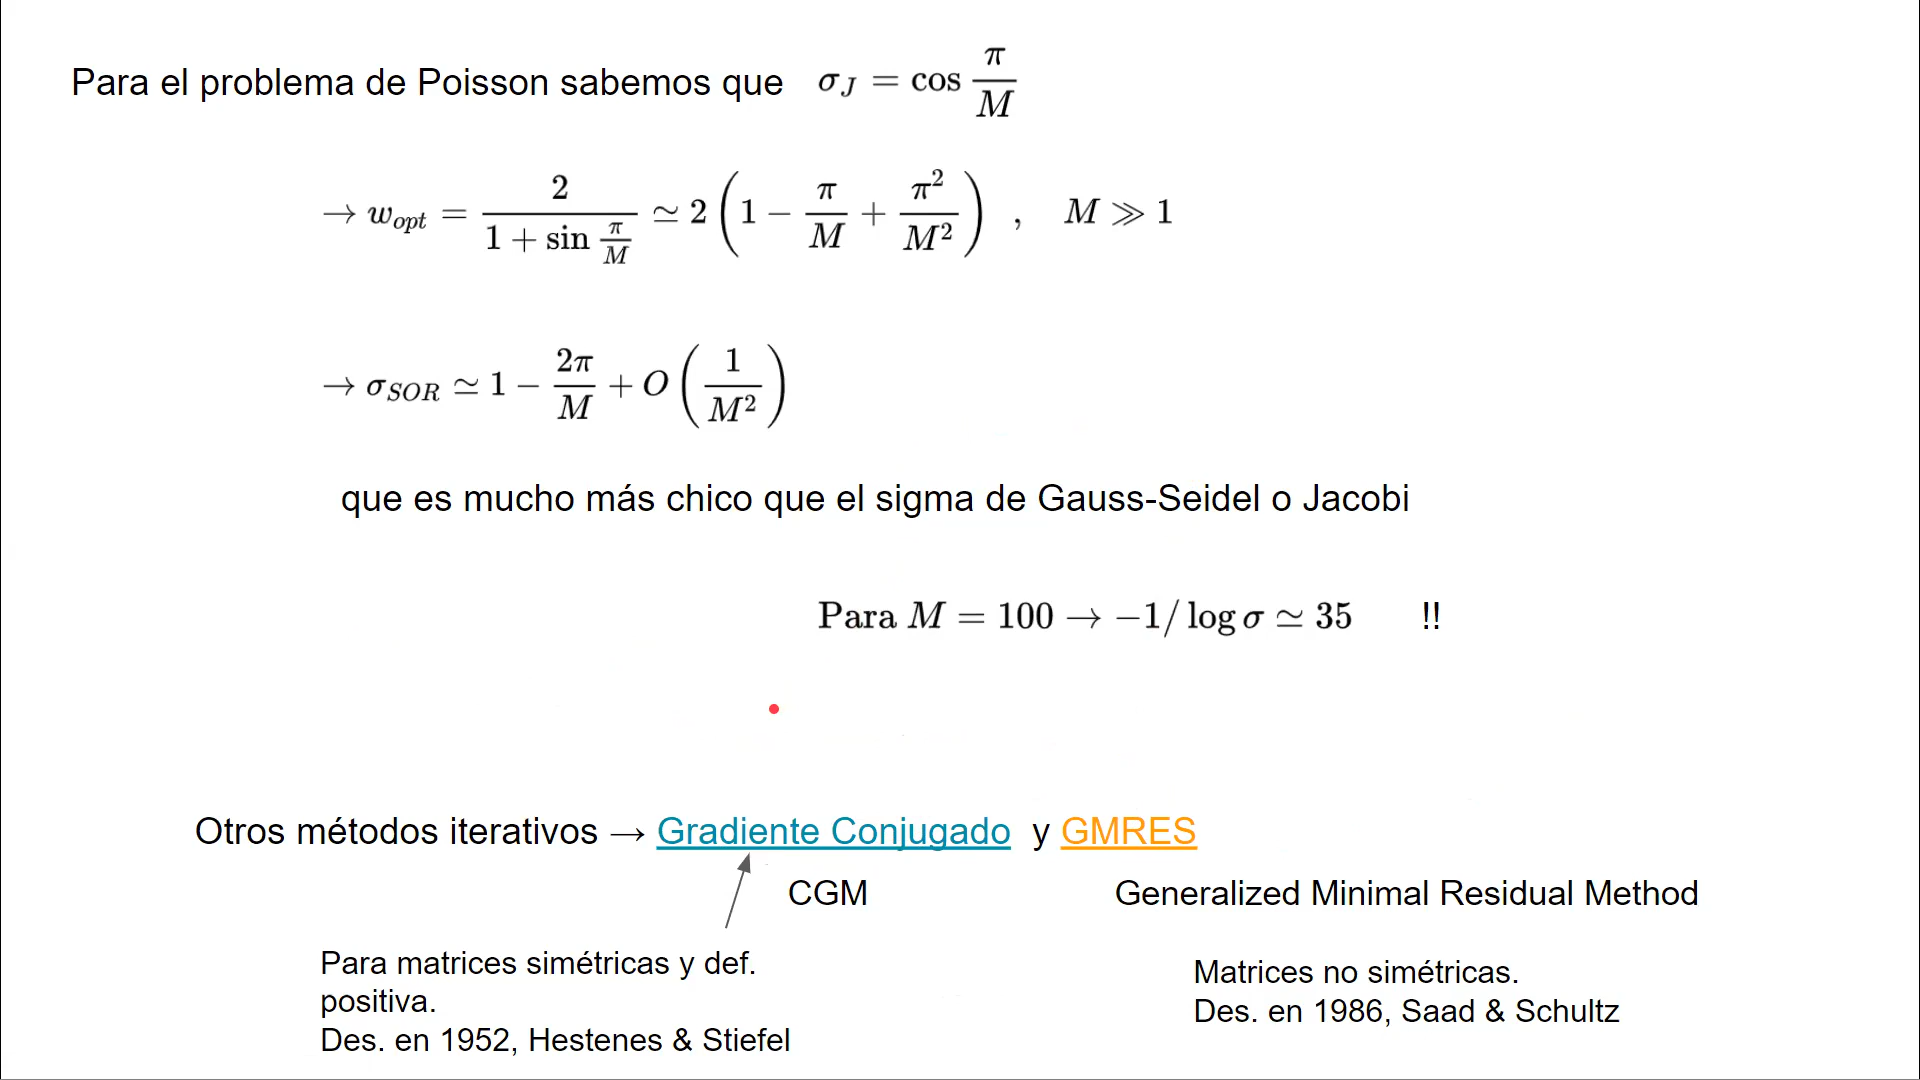 Para el problema de Poisson sabemos que σ_J = cos π/M
→ w_opt = 2/(1 + sin π/M) ≃ 2(1 − π/M + π²/M²) , M ≫ 1
→ σ_SOR ≃ 1 − 2π/M + O(1/M²)
que es mucho más chico que el sigma de Gauss-Seidel o Jacobi
Para M = 100 → −1/ log σ ≃ 35 !!
Otros métodos iterativos → Gradiente Conjugado y GMRES
CGM Generalized Minimal Residual Method
Para matrices simétricas y def.
positiva.
Des. en 1952, Hestenes & Stiefel
Matrices no simétricas.
Des. en 1986, Saad & Schultz